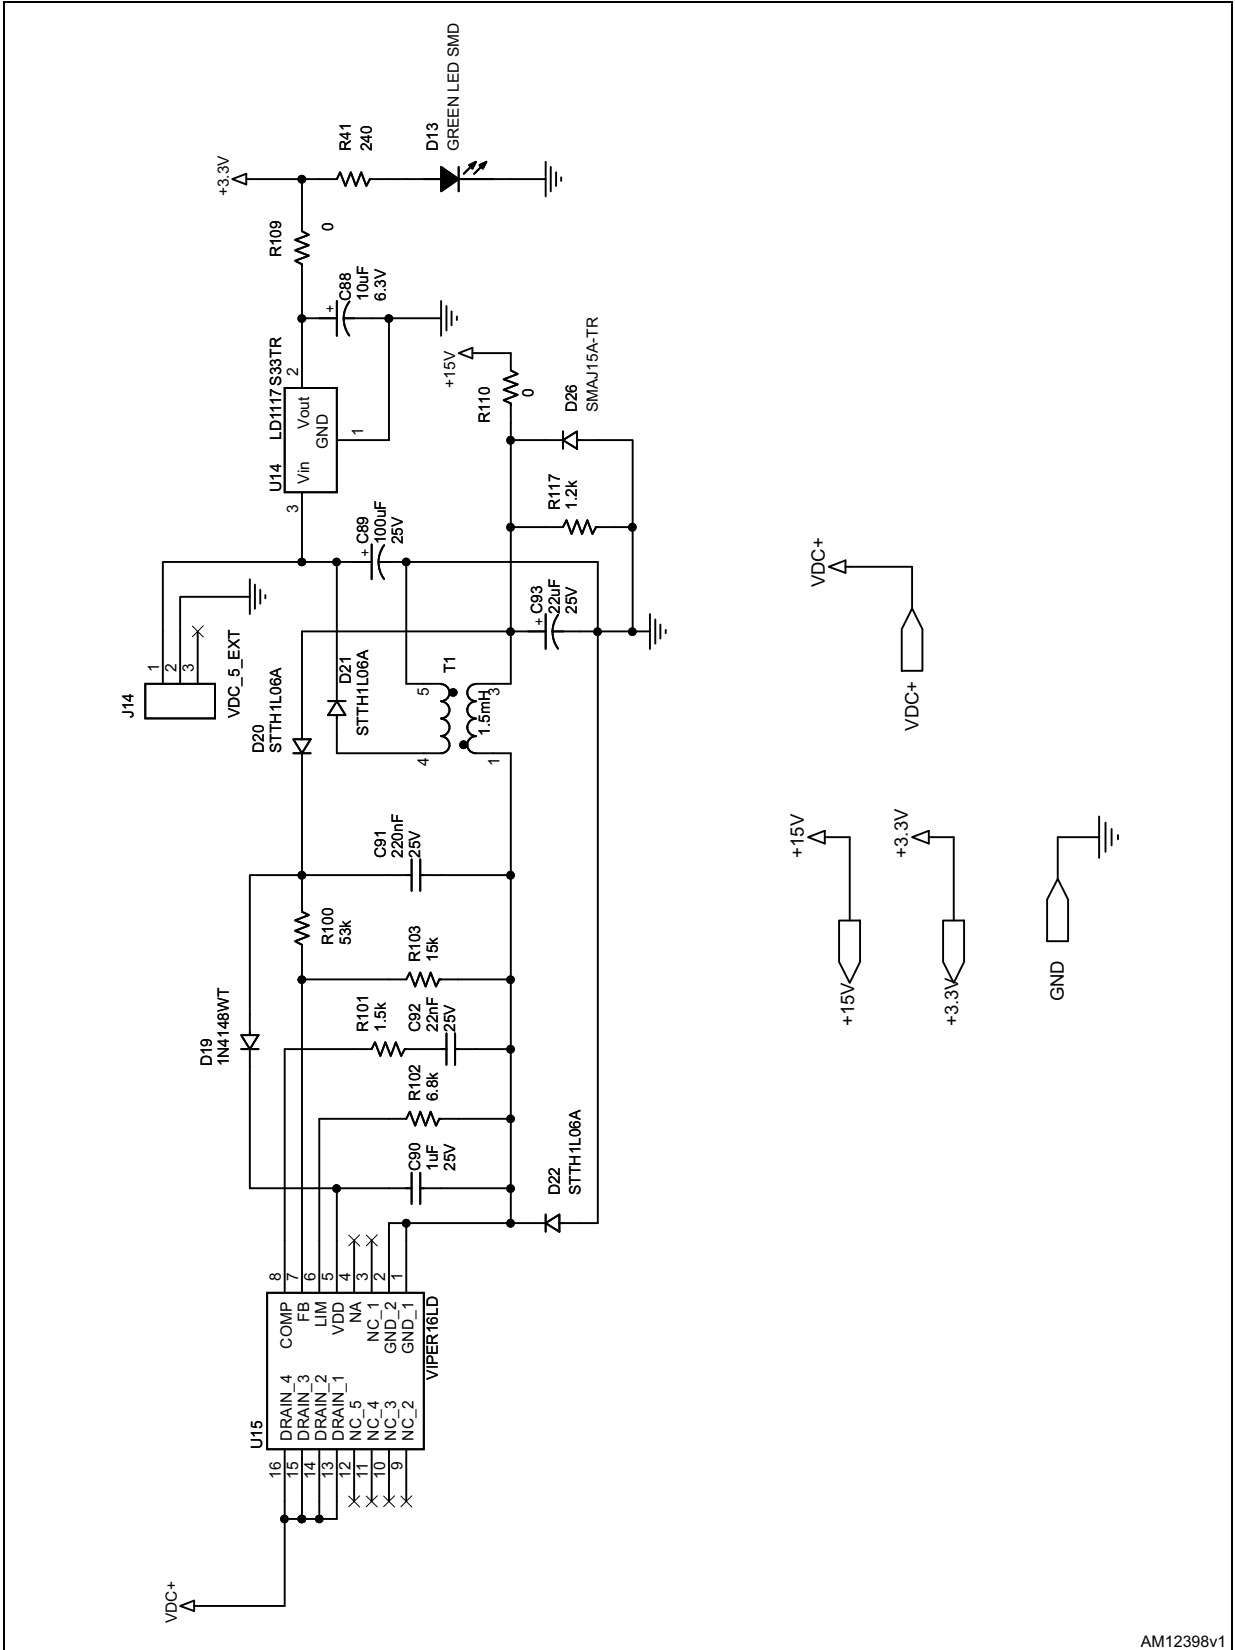 +3.3V
R41
240
D13
GREEN LED SMD
R109
0
C88
10uF
6.3V
+
LD1117 S33TR
U14
Vin
Vout
GND
3
2
1
+15V
R110
0
D26
SMAJ15A-TR
R117
1.2k
C89
100uF
25V
+
C93
22uF
25V
+
J14
1
2
3
VDC_5_EXT
D20
STTH1L06A
D21
STTH1L06A
T1
5
4
3
1
1.5mH
C91
220nF
25V
R100
53k
R103
15k
R101
1.5k
C92
22nF
25V
D19
1N4148WT
R102
6.8k
C90
1uF
25V
D22
STTH1L06A
U15
VIPER16LD
8
7
6
5
4
3
2
1
COMP
FB
LIM
VDD
NA
NC_1
GND_2
GND_1
DRAIN_4
DRAIN_3
DRAIN_2
DRAIN_1
NC_5
NC_4
NC_3
NC_2
16
15
14
13
12
11
10
9
VDC+
VDC+
VDC+
+15V
+15V
+3.3V
+3.3V
GND
AM12398v1